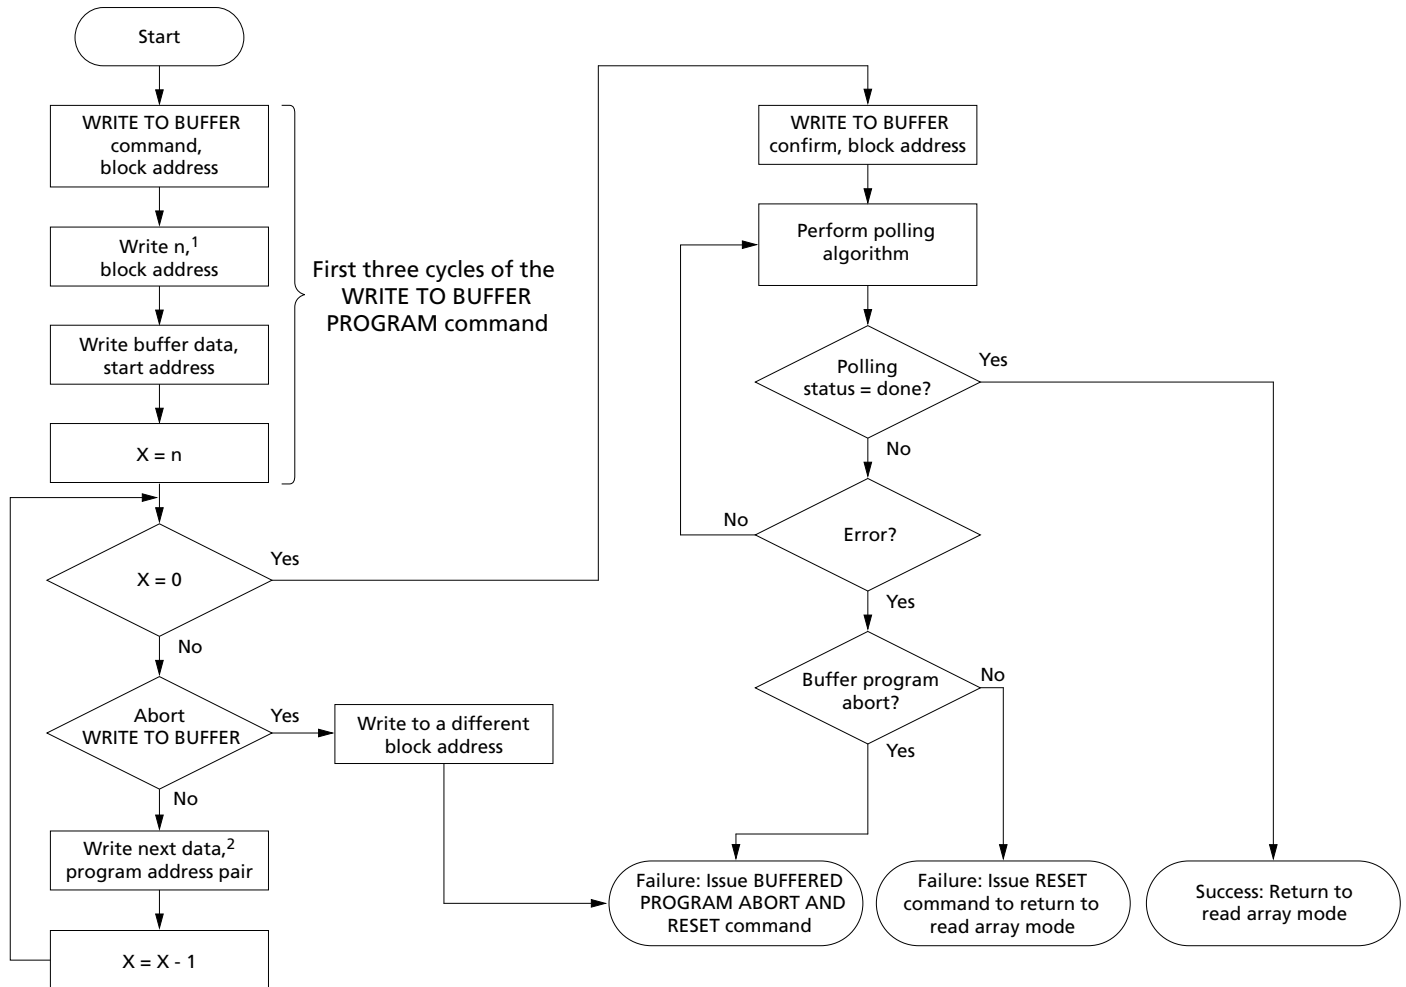 Start
WRITE TO BUFFER
command,
block address
Write n,¹
block address
Write buffer data,
start address
X = n
First three cycles of the
WRITE TO BUFFER
PROGRAM command
X = 0
Yes
No
Abort
WRITE TO BUFFER
Yes
No
Write to a different
block address
Write next data,²
program address pair
X = X - 1
WRITE TO BUFFER
confirm, block address
Perform polling
algorithm
Polling
status = done?
Yes
No
Error?
No
Yes
Buffer program
abort?
No
Yes
Failure: Issue BUFFERED
PROGRAM ABORT AND
RESET command
Failure: Issue RESET
command to return to
read array mode
Success: Return to
read array mode